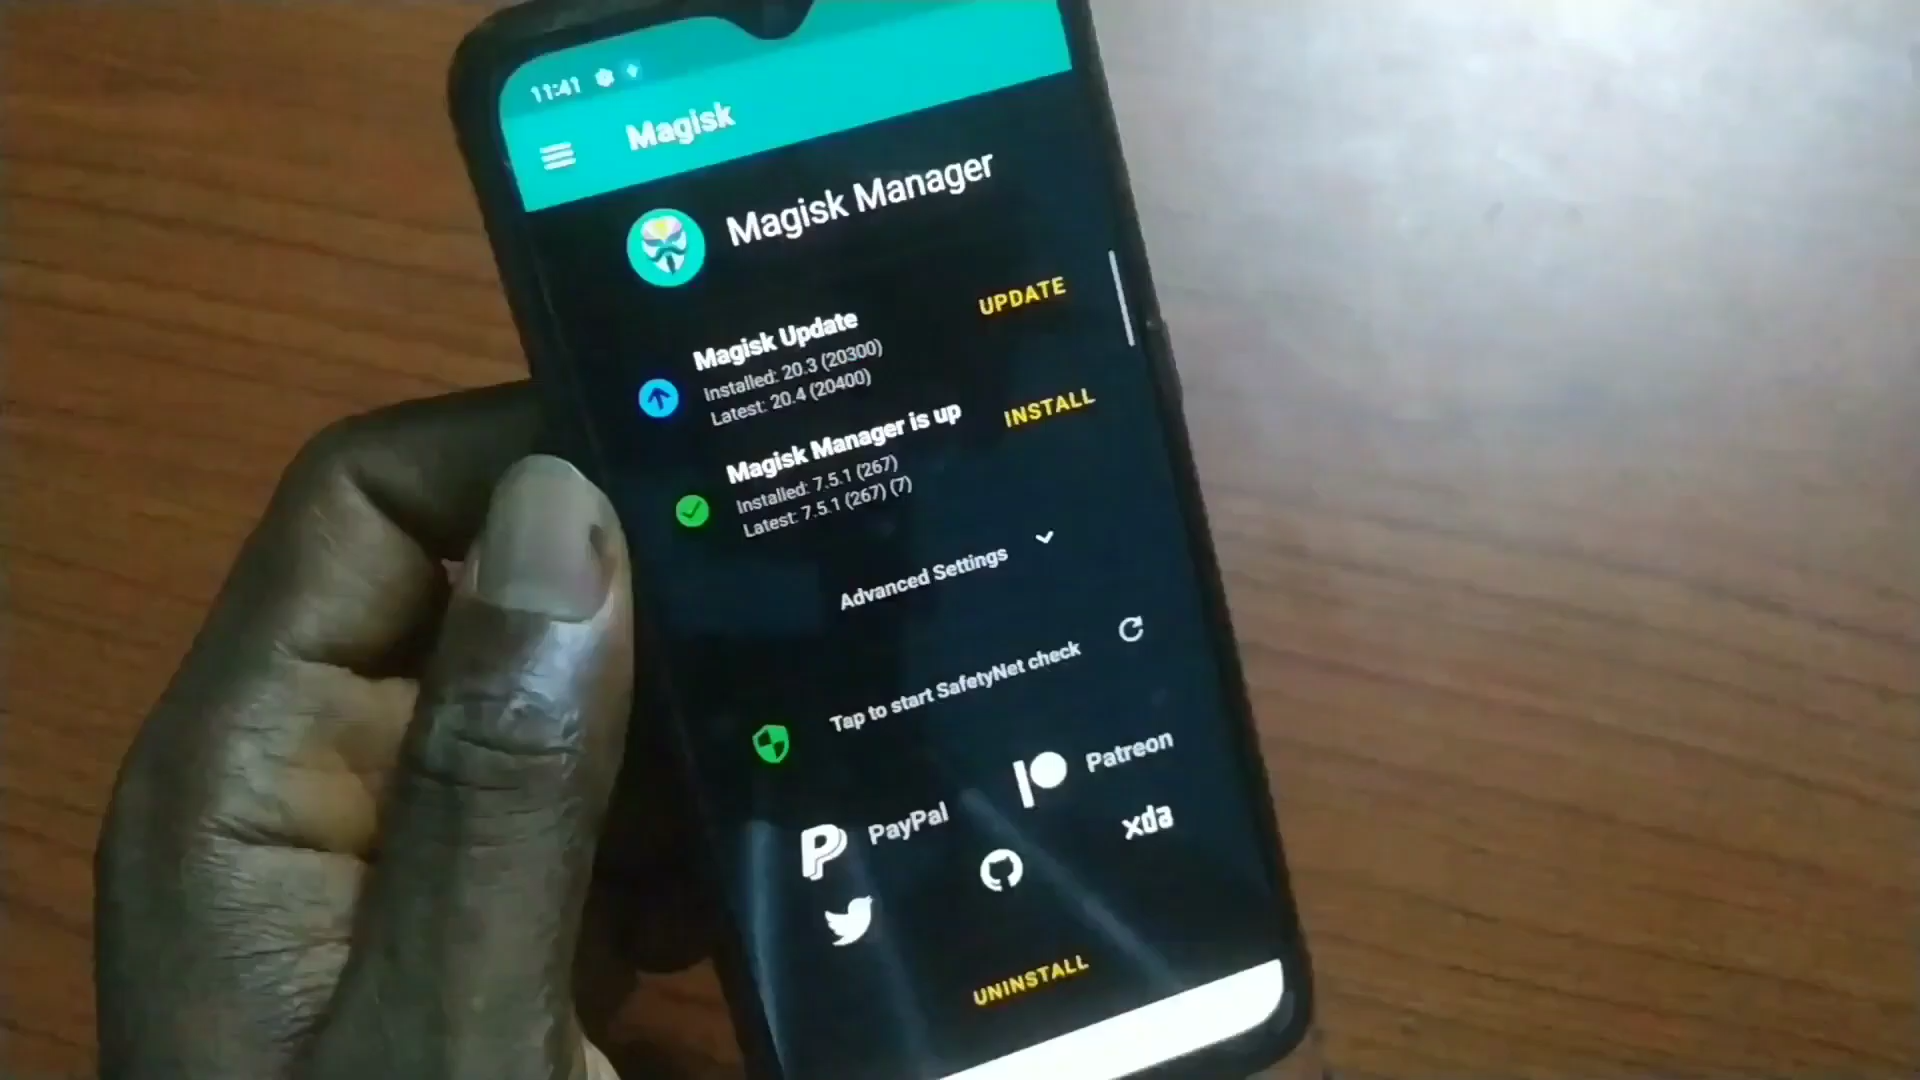 11:41
Magisk
Magisk Manager
Magisk Update
UPDATE
Installed: 20.3 (20300)
Latest: 20.4 (20400)
Magisk Manager is up
INSTALL
Installed: 7.5.1 (267)
Latest: 7.5.1 (267) (7)
Advanced Settings
Tap to start SafetyNet check
PayPal
Patreon
xda
UNINSTALL